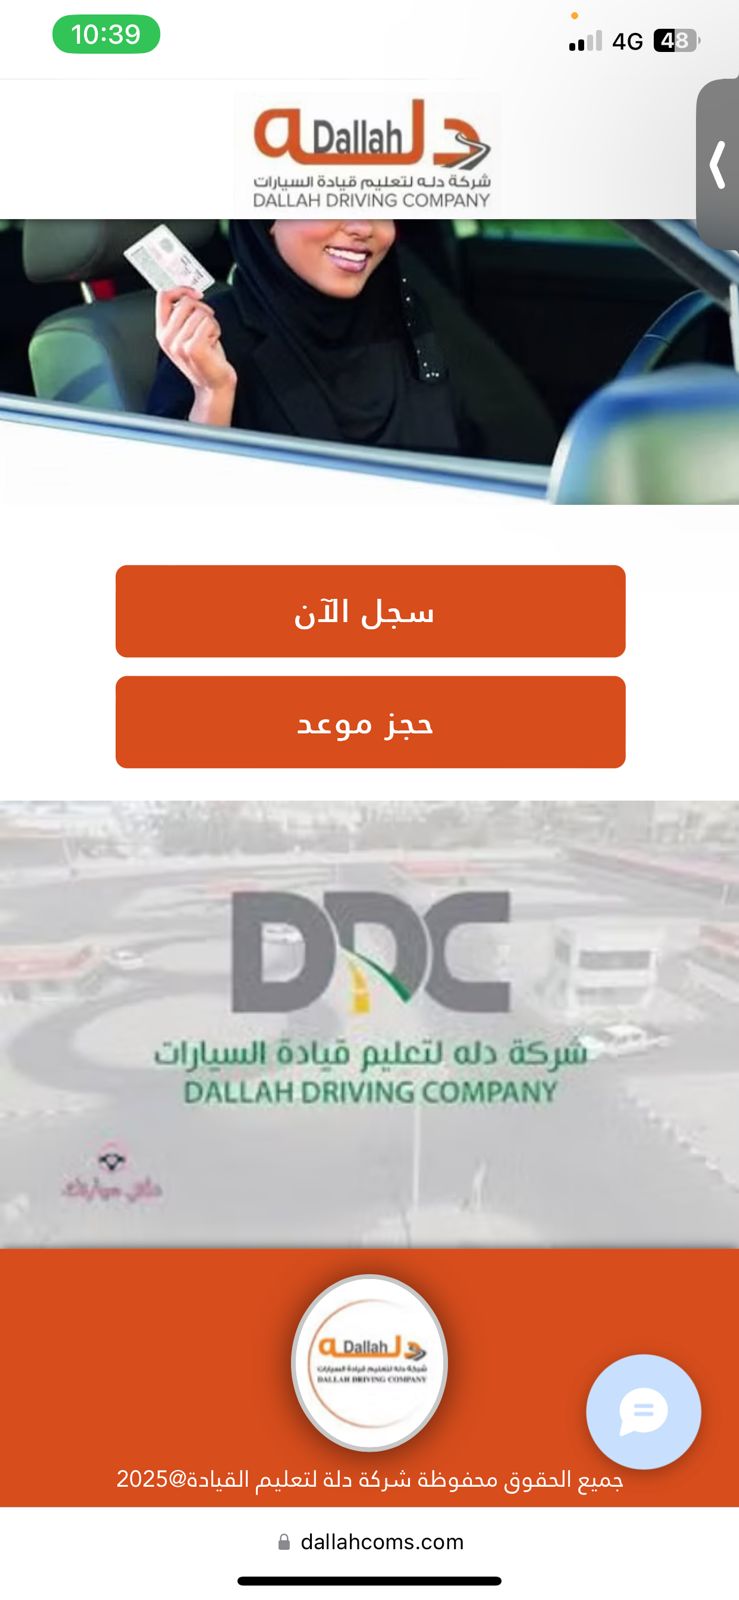 10:39
4G 48
Dallah دله
شركة دله لتعليم قيادة السيارات
DALLAH DRIVING COMPANY
سجل الآن
حجز موعد
DDC
شركة دله لتعليم قيادة السيارات
DALLAH DRIVING COMPANY
Dallah دله
شركة دله لتعليم قيادة السيارات
DALLAH DRIVING COMPANY
جميع الحقوق محفوظة شركة دلة لتعليم القيادة@2025
dallahcoms.com